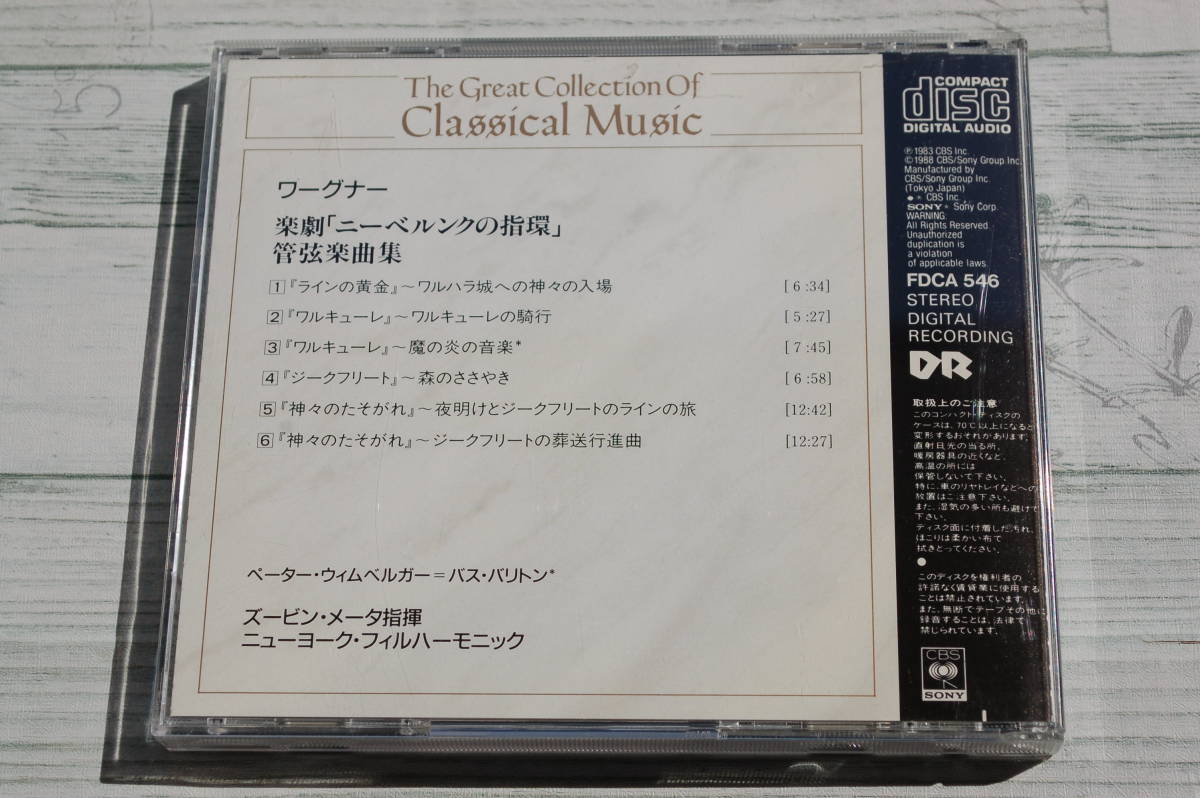 The Great Collection Of
Classical Music
ワーグナー
楽劇「ニーベルンクの指環」
管弦楽曲集
1 『ラインの黄金』～ワルハラ城への神々の入場 [ 6 :34]
2 『ワルキューレ』～ワルキューレの騎行 [ 5 :27]
3 『ワルキューレ』～魔の炎の音楽* [ 7 :45]
4 『ジークフリート』～森のささやき [ 6 :58]
5 『神々のたそがれ』～夜明けとジークフリートのラインの旅 [12:42]
6 『神々のたそがれ』～ジークフリートの葬送行進曲 [12:27]
ペーター・ウィムベルガー＝バス・バリトン*
ズービン・メータ指揮
ニューヨーク・フィルハーモニック
COMPACT
disc
DIGITAL AUDIO
Ⓟ1983 CBS Inc.
©1988 CBS/Sony Group Inc.
Manufactured by
CBS/Sony Group Inc.
(Tokyo Japan)
CBS Inc.
SONY Sony Corp.
WARNING:
All Rights Reserved.
Unauthorized
duplication is
a violation
of applicable laws.
FDCA 546
STEREO
DIGITAL
RECORDING
DR
取扱上のご注意
このコンパクト・ディスクの
ケースは、70℃以上になると
変形するおそれがあります。
直射日光の当る所、
暖房器具の近くなど、
高温の所には
保管しないで下さい。
特に、車のリヤトレイなどへの
放置はご注意下さい。
また、湿気の多い所も避けて
下さい。
ディスク面に付着した汚れ、
ほこりは柔かい布で
拭きとってください。
●
このディスクを権利者の
許諾なく賃貸業に使用する
ことは禁止されています。
また、無断でテープその他に
録音することは、法律で
禁じられています。
CBS
SONY